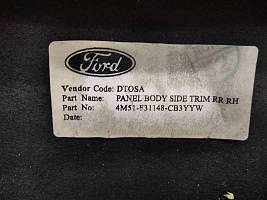 Ford
Vendor Code: DTOSA
Part Name: PANEL BODY SIDE TRIM RR RH
Part No: 4M51-F31148-CB3YYW
Date: